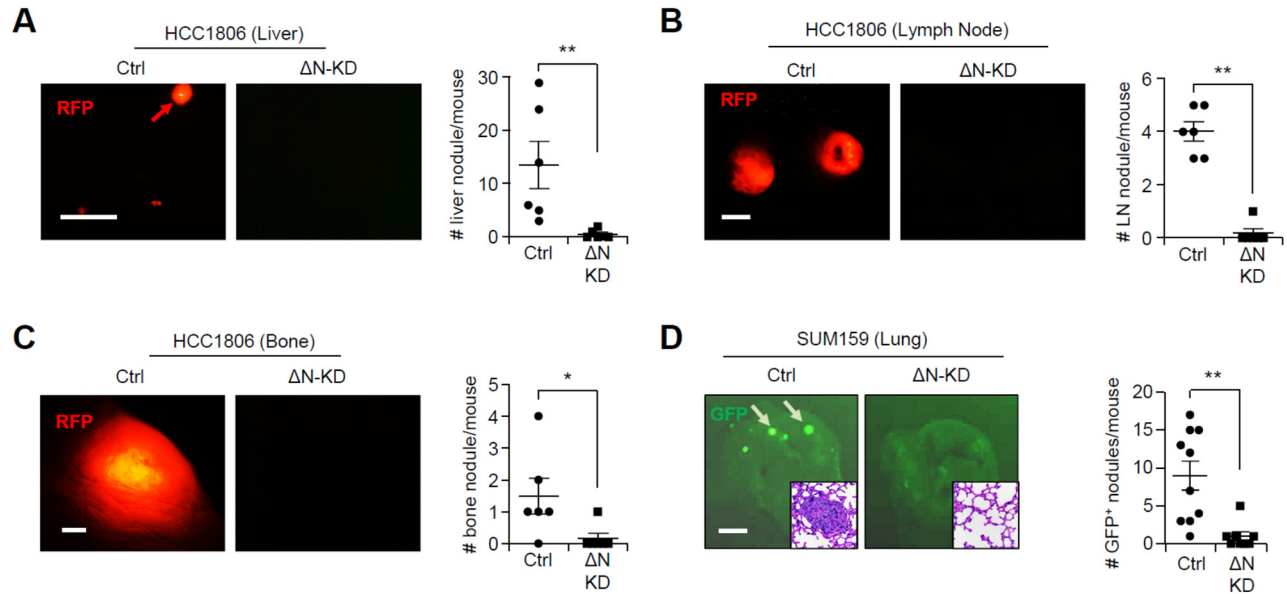 A
HCC1806 (Liver)
Ctrl
ΔN-KD
RFP
# liver nodule/mouse
30
20
10
0
**
Ctrl
ΔN
KD
B
HCC1806 (Lymph Node)
Ctrl
ΔN-KD
RFP
# LN nodule/mouse
6
4
2
0
**
Ctrl
ΔN
KD
C
HCC1806 (Bone)
Ctrl
ΔN-KD
RFP
# bone nodule/mouse
5
4
3
2
1
0
*
Ctrl
ΔN
KD
D
SUM159 (Lung)
Ctrl
ΔN-KD
GFP
# GFP⁺ nodules/mouse
20
15
10
5
0
**
Ctrl
ΔN
KD